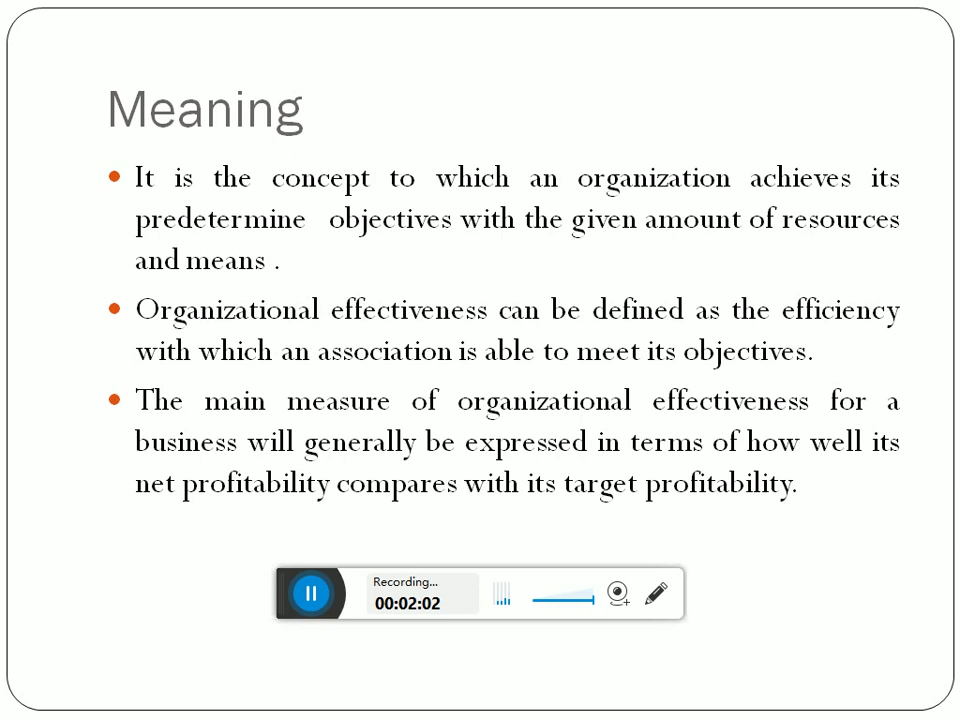 Meaning
It is the concept to which an organization achieves its
predetermine objectives with the given amount of resources
and means .
Organizational effectiveness can be defined as the efficiency
with which an association is able to meet its objectives.
The main measure of organizational effectiveness for a
business will generally be expressed in terms of how well its
net profitability compares with its target profitability.
Recording...
00:02:02